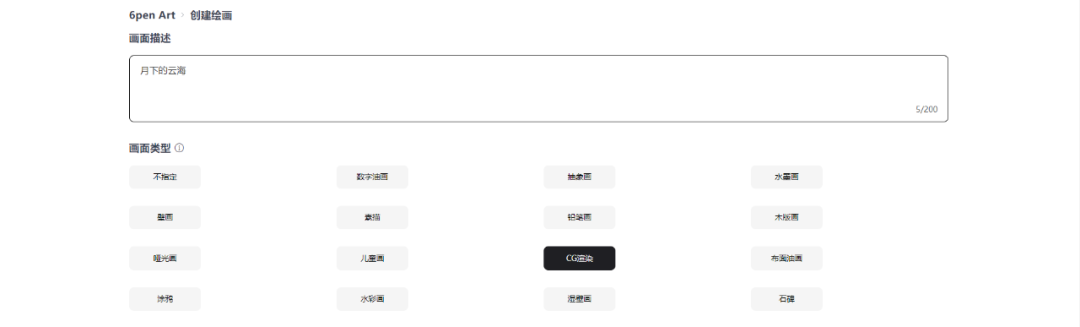 6pen Art > 创建绘画
画面描述
月下的云海
5/200
画面类型
不指定 数字油画 抽象画 水墨画
壁画 素描 铅笔画 木版画
哑光画 儿童画 CG渲染 布面油画
涂鸦 水彩画 湿壁画 石碑